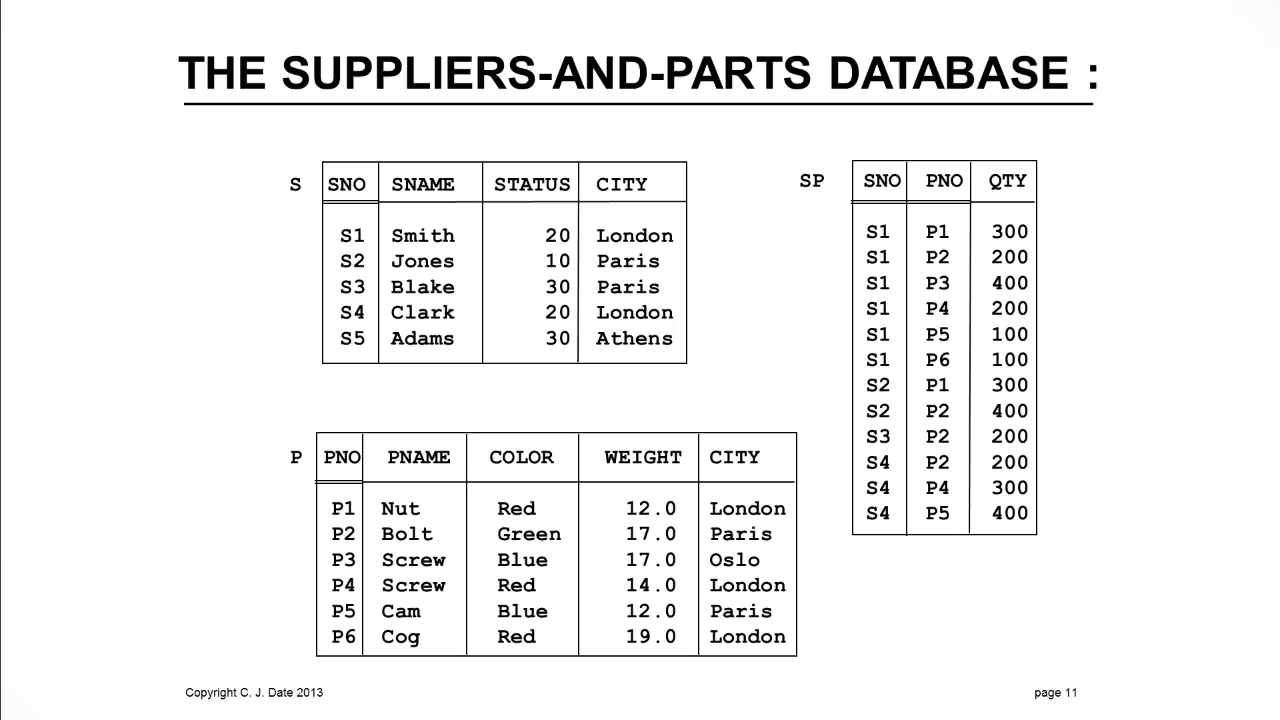 THE SUPPLIERS-AND-PARTS DATABASE :
S SNO SNAME STATUS CITY
S1 Smith 20 London
S2 Jones 10 Paris
S3 Blake 30 Paris
S4 Clark 20 London
S5 Adams 30 Athens
SP SNO PNO QTY
S1 P1 300
S1 P2 200
S1 P3 400
S1 P4 200
S1 P5 100
S1 P6 100
S2 P1 300
S2 P2 400
S3 P2 200
S4 P2 200
S4 P4 300
S4 P5 400
P PNO PNAME COLOR WEIGHT CITY
P1 Nut Red 12.0 London
P2 Bolt Green 17.0 Paris
P3 Screw Blue 17.0 Oslo
P4 Screw Red 14.0 London
P5 Cam Blue 12.0 Paris
P6 Cog Red 19.0 London
Copyright C. J. Date 2013
page 11